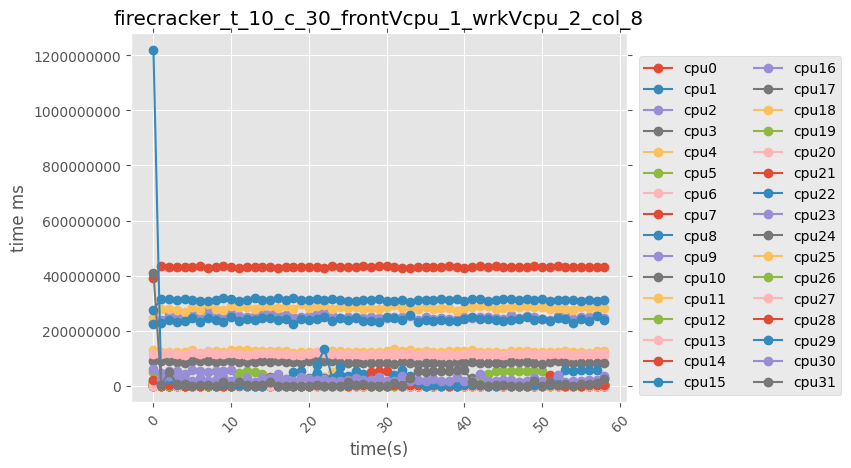 firecracker_t_10_c_30_frontVcpu_1_wrkVcpu_2_col_8
1200000000
1000000000
800000000
600000000
400000000
200000000
0
time ms
0
10
20
30
40
50
60
time(s)
cpu0
cpu1
cpu2
cpu3
cpu4
cpu5
cpu6
cpu7
cpu8
cpu9
cpu10
cpu11
cpu12
cpu13
cpu14
cpu15
cpu16
cpu17
cpu18
cpu19
cpu20
cpu21
cpu22
cpu23
cpu24
cpu25
cpu26
cpu27
cpu28
cpu29
cpu30
cpu31